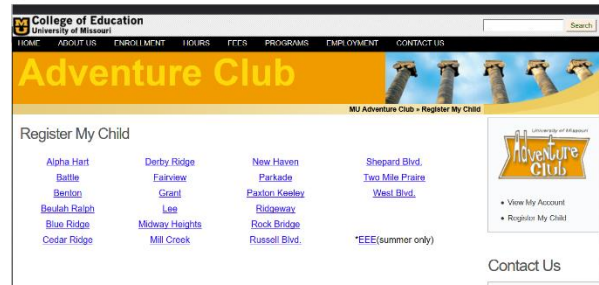 College of Education
University of Missouri
Search
HOME ABOUT US ENROLLMENT HOURS FEES PROGRAMS EMPLOYMENT CONTACT US
Adventure Club
MU Adventure Club » Register My Child
Register My Child
Alpha Hart Derby Ridge New Haven Shepard Blvd.
Battle Fairview Parkade Two Mile Praire
Benton Grant Paxton Keeley West Blvd.
Beulah Ralph Lee Ridgeway
Blue Ridge Midway Heights Rock Bridge
Cedar Ridge Mill Creek Russell Blvd. *EEE(summer only)
University of Missouri
Adventure
Club
• View My Account
• Register My Child
Contact Us